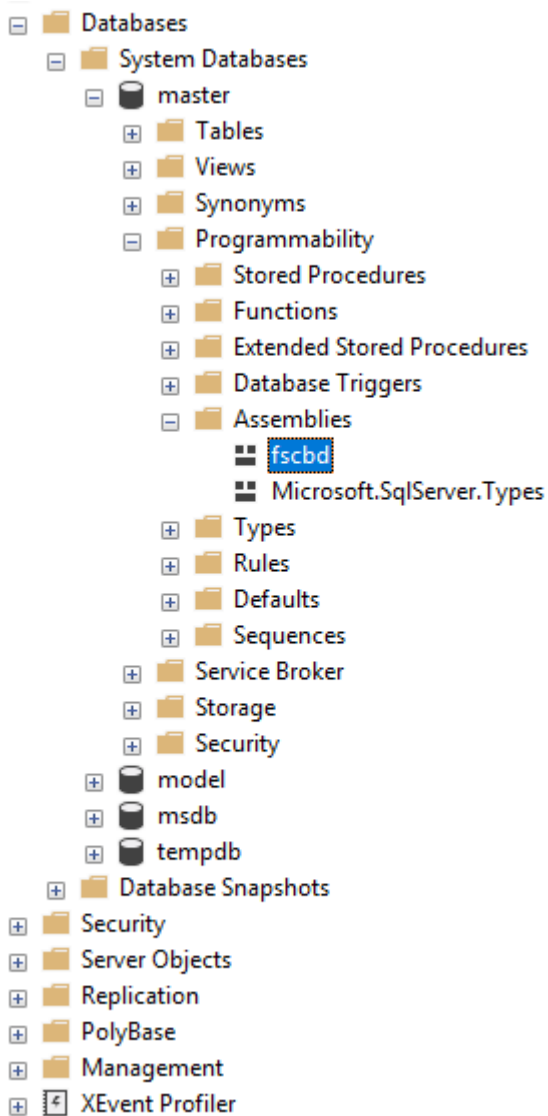 Databases
System Databases
master
Tables
Views
Synonyms
Programmability
Stored Procedures
Functions
Extended Stored Procedures
Database Triggers
Assemblies
fscbd
Microsoft.SqlServer.Types
Types
Rules
Defaults
Sequences
Service Broker
Storage
Security
model
msdb
tempdb
Database Snapshots
Security
Server Objects
Replication
PolyBase
Management
XEvent Profiler